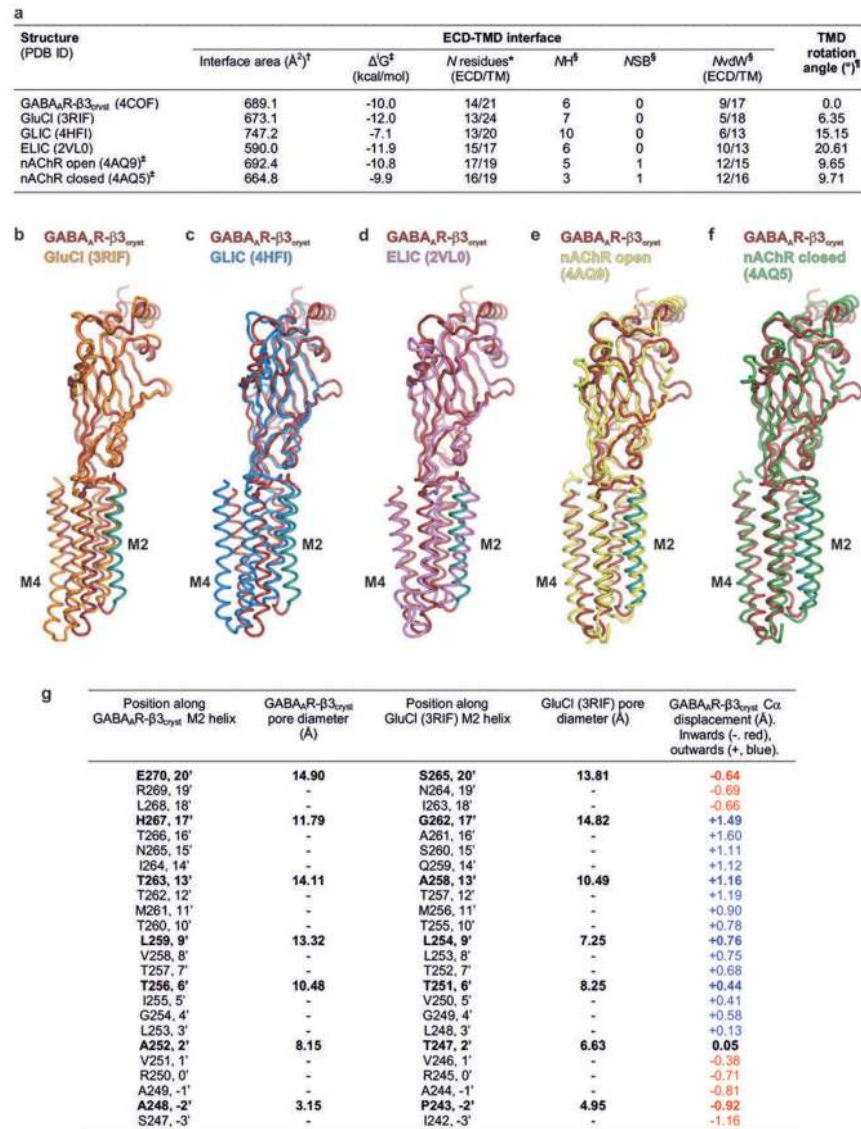 a
Structure (PDB ID) ECD-TMD interface TMD rotation angle (°)¶
Interface area (Å²)† ΔⁱG‡ (kcal/mol) N residues* (ECD/TM) NH§ NSB§ NvdW§ (ECD/TM)
GABA_AR-β3cryst (4COF) 689.1 -10.0 14/21 6 0 9/17 0.0
GluCl (3RIF) 673.1 -12.0 13/24 7 0 5/18 6.35
GLIC (4HFI) 747.2 -7.1 13/20 10 0 6/13 15.15
ELIC (2VL0) 590.0 -11.9 15/17 6 0 10/13 20.61
nAChR open (4AQ9)± 692.4 -10.8 17/19 5 1 12/15 9.65
nAChR closed (4AQ5)± 664.8 -9.9 16/19 3 1 12/16 9.71
b GABA_AR-β3cryst c GABA_AR-β3cryst d GABA_AR-β3cryst e GABA_AR-β3cryst f GABA_AR-β3cryst
GluCl (3RIF) GLIC (4HFI) ELIC (2VL0) nAChR open nAChR closed
(4AQ9) (4AQ5)
M2 M2 M2 M2 M2
M4 M4 M4 M4 M4
g
Position along GABA_AR-β3cryst Position along GluCl (3RIF) pore GABA_AR-β3cryst Cα
GABA_AR-β3cryst M2 helix pore diameter GluCl (3RIF) M2 helix diameter (Å) displacement (Å).
(Å) Inwards (-. red),
outwards (+, blue).
E270, 20' 14.90 S265, 20' 13.81 -0.64
R269, 19' - N264, 19' - -0.69
L268, 18' - I263, 18' - -0.66
H267, 17' 11.79 G262, 17' 14.82 +1.49
T266, 16' - A261, 16' - +1.60
N265, 15' - S260, 15' - +1.11
I264, 14' - Q259, 14' - +1.12
T263, 13' 14.11 A258, 13' 10.49 +1.16
T262, 12' - T257, 12' - +1.19
M261, 11' - M256, 11' - +0.90
T260, 10' - T255, 10' - +0.78
L259, 9' 13.32 L254, 9' 7.25 +0.76
V258, 8' - L253, 8' - +0.75
T257, 7' - T252, 7' - +0.68
T256, 6' 10.48 T251, 6' 8.25 +0.44
I255, 5' - V250, 5' - +0.41
G254, 4' - G249, 4' - +0.58
L253, 3' - L248, 3' - +0.13
A252, 2' 8.15 T247, 2' 6.63 0.05
V251, 1' - V246, 1' - -0.38
R250, 0' - R245, 0' - -0.71
A249, -1' - A244, -1' - -0.81
A248, -2' 3.15 P243, -2' 4.95 -0.92
S247, -3' - I242, -3' - -1.16